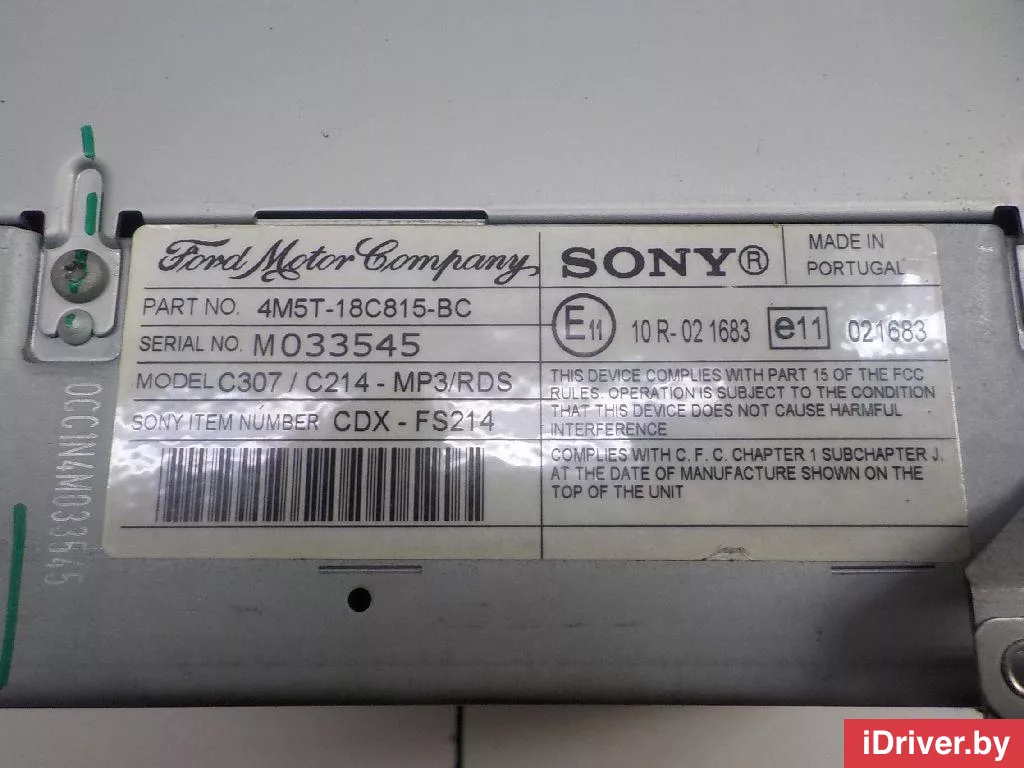 Ford Motor Company
PART NO. 4M5T-18C815-BC
SERIAL NO. M033545
MODEL C307 / C214 - MP3/RDS
SONY ITEM NÚMBER CDX - FS214
SONY®
MADE IN
PORTUGAL
E11 10 R- 02 1683 e11 021683
THIS DEVICE COMPLIES WITH PART 15 OF THE FCC
RULES. OPERATION IS SUBJECT TO THE CONDITION
THAT THIS DEVICE DOES NOT CAUSE HARMFUL
INTERFERENCE
COMPLIES WITH C. F. C. CHAPTER 1 SUBCHAPTER J.
AT THE DATE OF MANUFACTURE SHOWN ON THE
TOP OF THE UNIT
0CC1N4M033545
iDriver.by